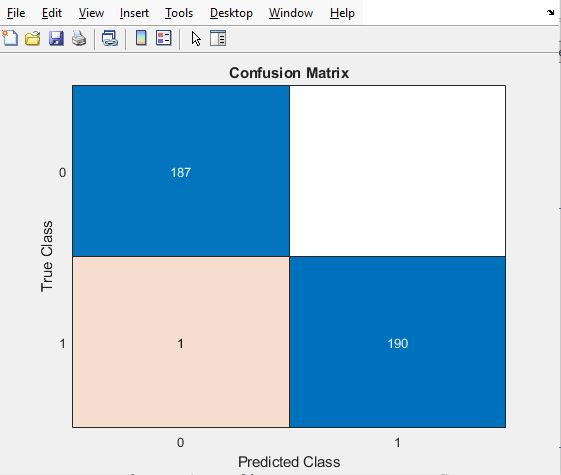 File Edit View Insert Tools Desktop Window Help
Confusion Matrix
True Class
0
187
1
1
190
0
1
Predicted Class